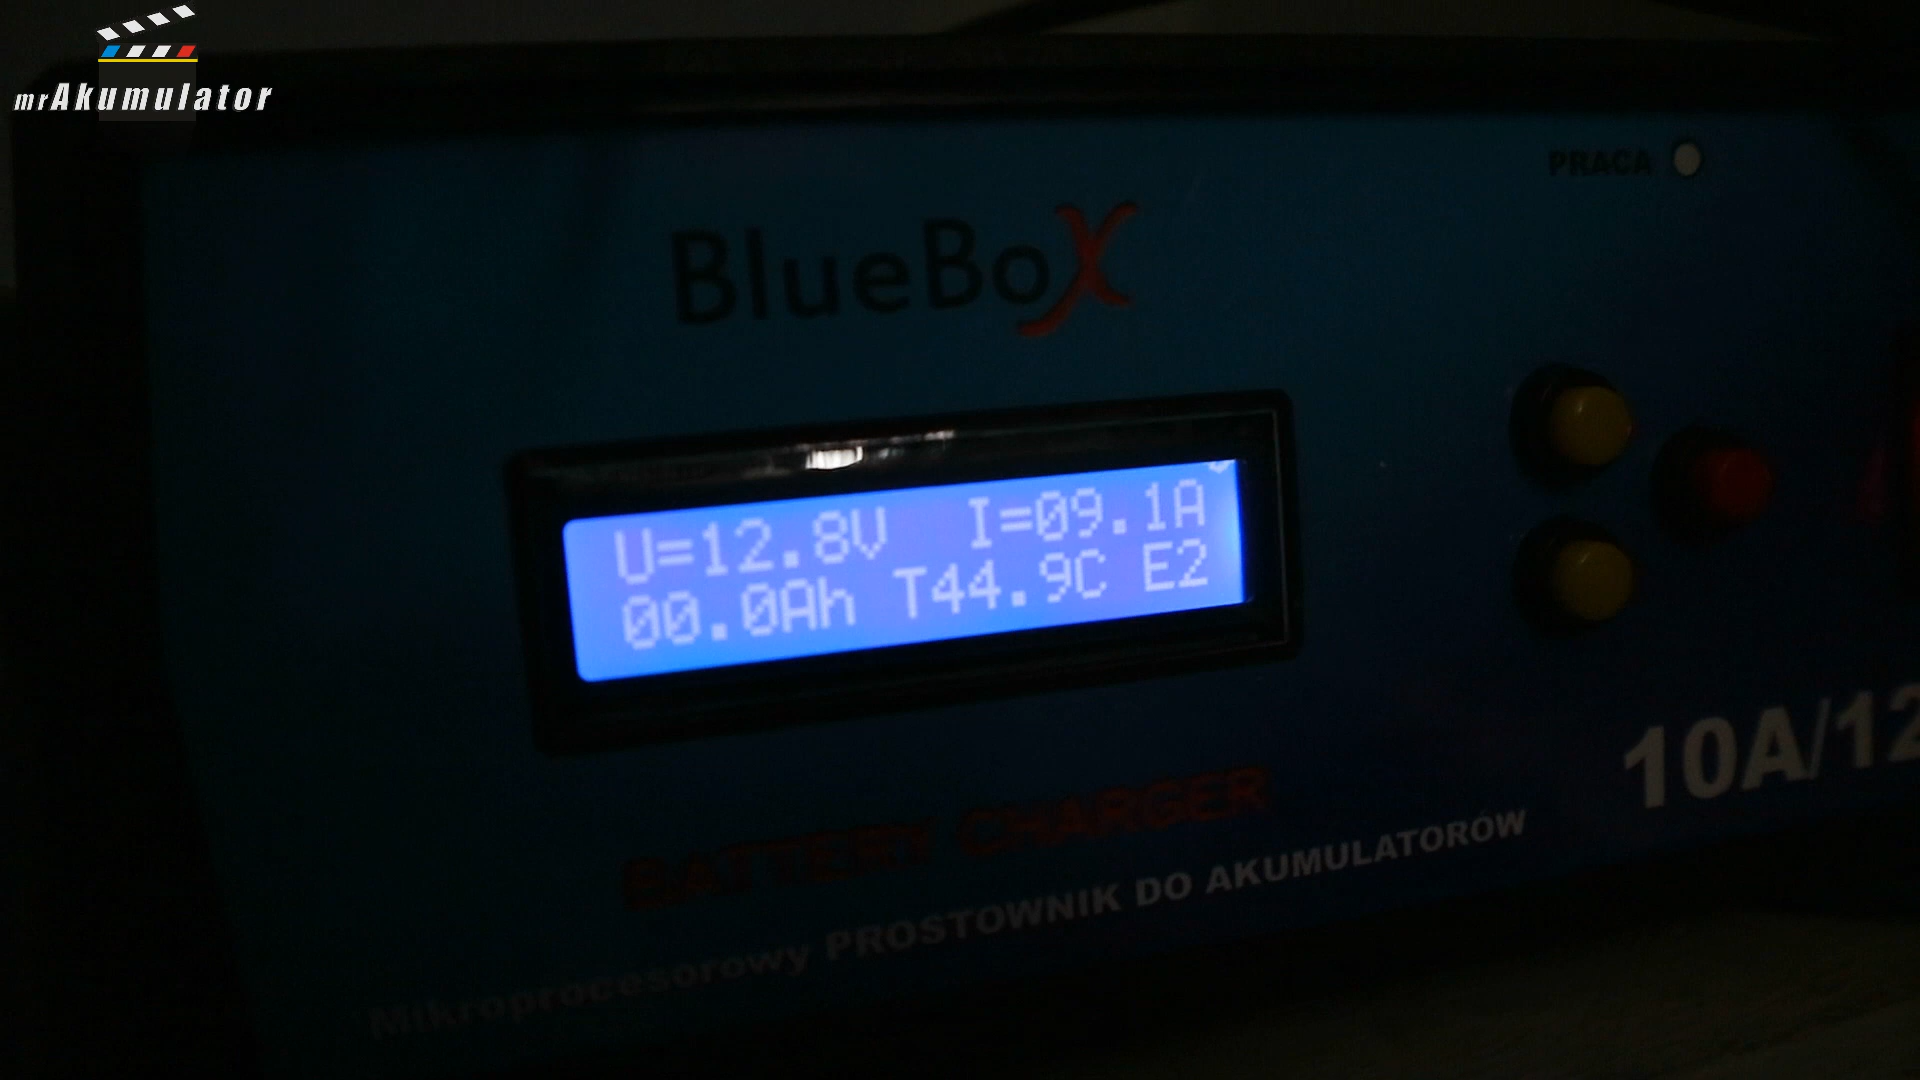 mrAkumulator
PRACA
BlueBoX
U=12.8V I=09.1A
00.0Ah T44.9C E2
10A/12
BATTERY CHARGER
Mikroprocesorowy PROSTOWNIK DO AKUMULATORÓW